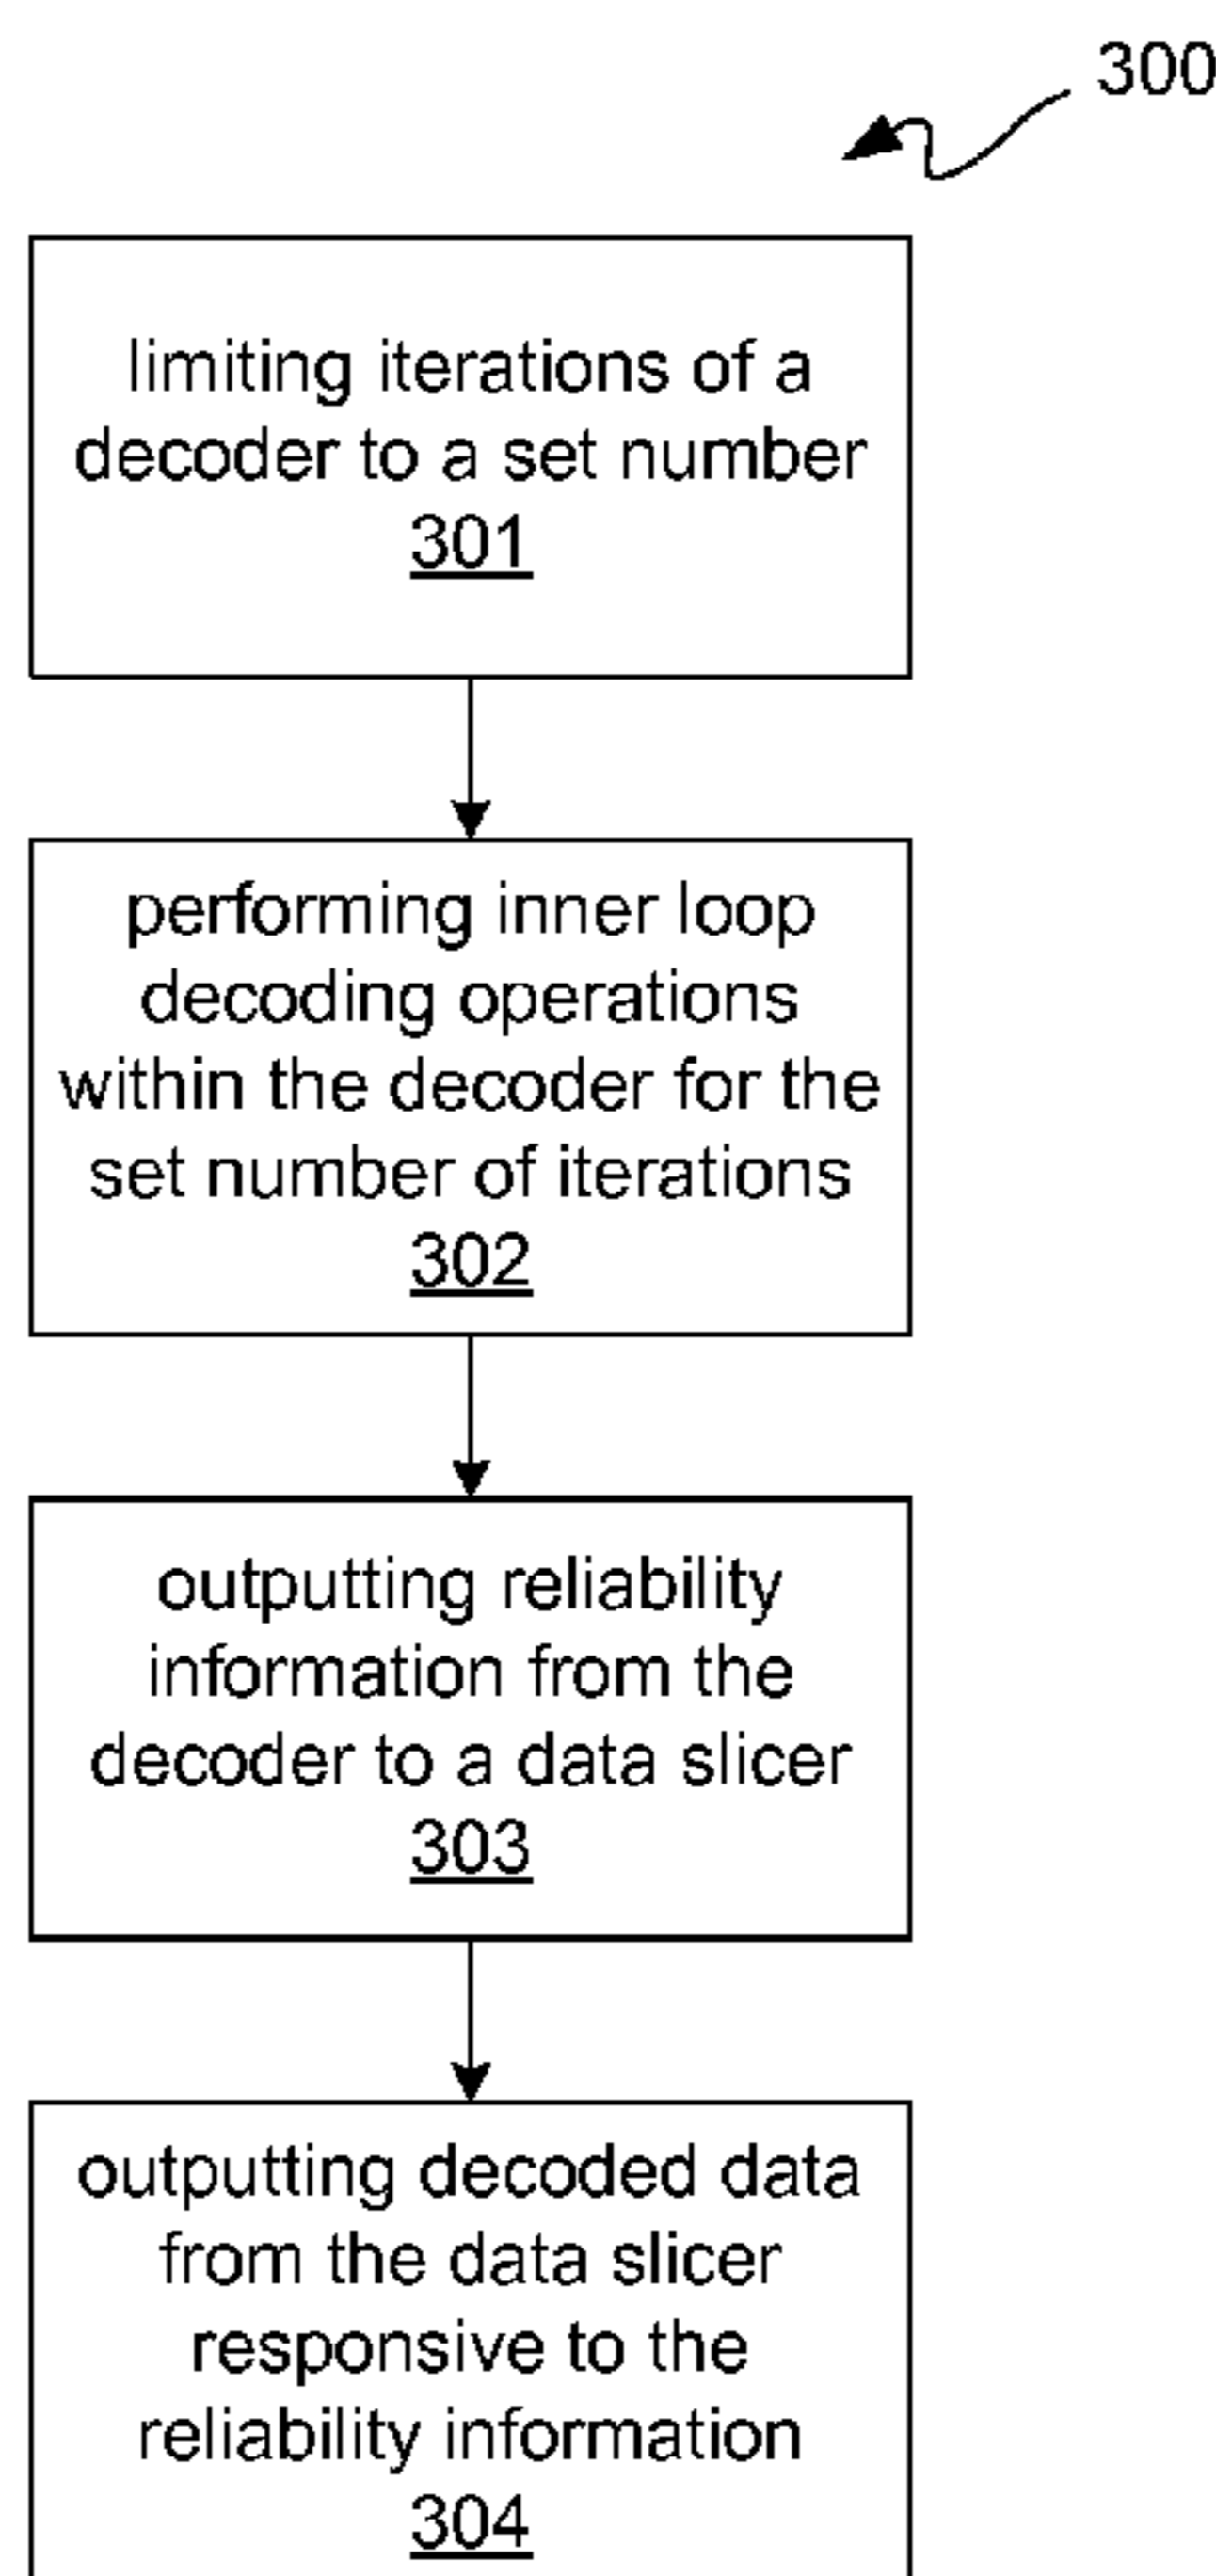 300
limiting iterations of a
decoder to a set number
301
performing inner loop
decoding operations
within the decoder for the
set number of iterations
302
outputting reliability
information from the
decoder to a data slicer
303
outputting decoded data
from the data slicer
responsive to the
reliability information
304